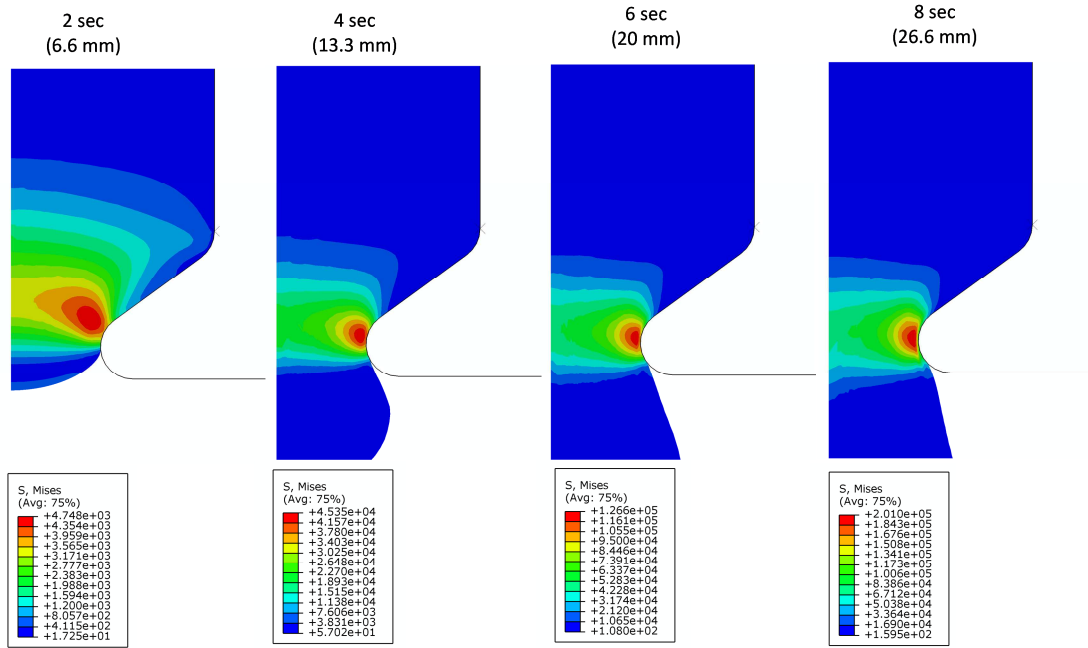 2 sec
(6.6 mm)
4 sec
(13.3 mm)
6 sec
(20 mm)
8 sec
(26.6 mm)
S, Mises
(Avg: 75%)
+4.748e+03
+4.354e+03
+3.959e+03
+3.565e+03
+3.171e+03
+2.777e+03
+2.383e+03
+1.988e+03
+1.594e+03
+1.200e+03
+8.057e+02
+4.115e+02
+1.725e+01
S, Mises
(Avg: 75%)
+4.535e+04
+4.157e+04
+3.780e+04
+3.403e+04
+3.025e+04
+2.648e+04
+2.270e+04
+1.893e+04
+1.515e+04
+1.138e+04
+7.606e+03
+3.831e+03
+5.702e+01
S, Mises
(Avg: 75%)
+1.266e+05
+1.161e+05
+1.055e+05
+9.500e+04
+8.446e+04
+7.391e+04
+6.337e+04
+5.283e+04
+4.228e+04
+3.174e+04
+2.120e+04
+1.065e+04
+1.080e+02
S, Mises
(Avg: 75%)
+2.010e+05
+1.843e+05
+1.676e+05
+1.508e+05
+1.341e+05
+1.173e+05
+1.006e+05
+8.386e+04
+6.712e+04
+5.038e+04
+3.364e+04
+1.690e+04
+1.595e+02